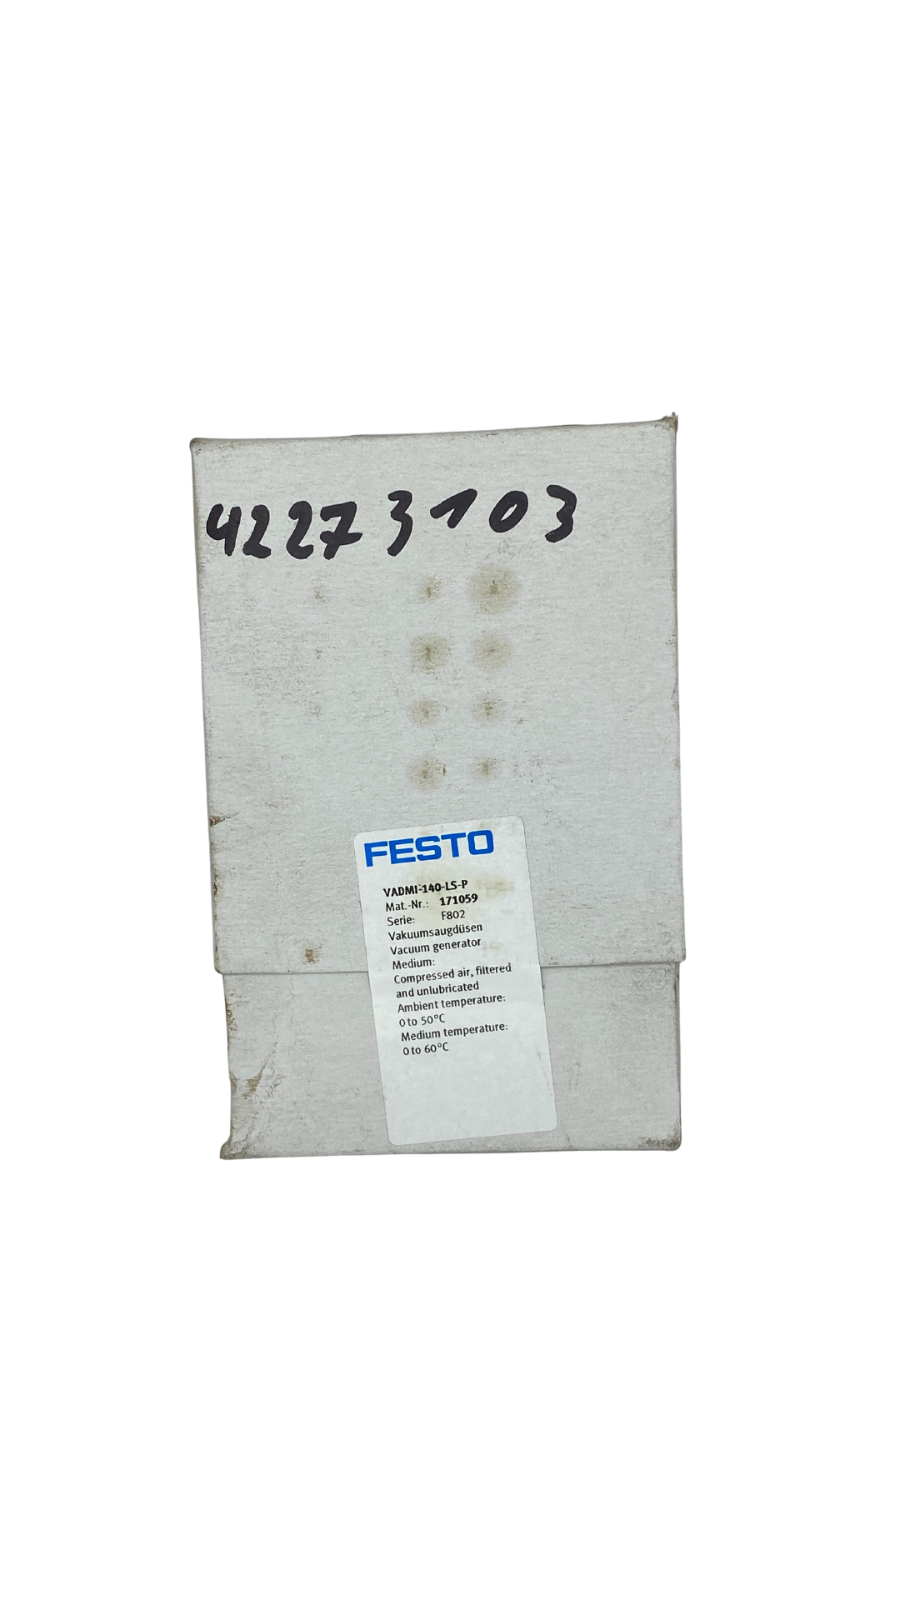 42273103
FESTO
VADMI-140-LS-P
Mat.-Nr.: 171059
Serie: F802
Vakuumsaugdüsen
Vacuum generator
Medium:
Compressed air, filtered
and unlubricated
Ambient temperature:
0 to 50°C
Medium temperature:
0 to 60°C